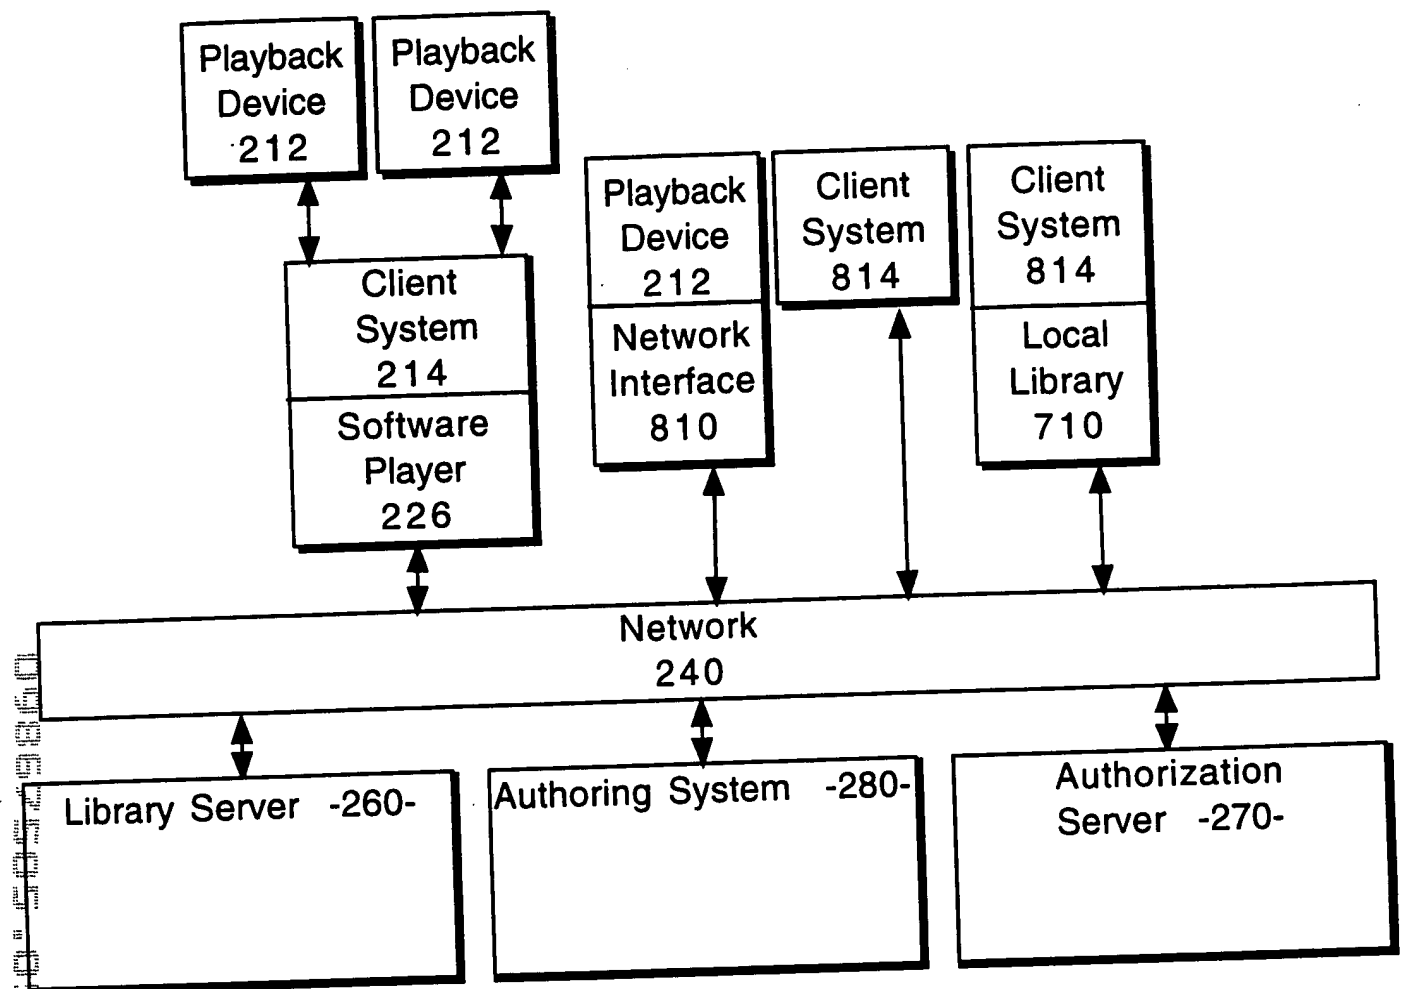 Playback
Device
212
Playback
Device
212
Playback
Device
212
Network
Interface
810
Client
System
814
Client
System
814
Local
Library
710
Client
System
214
Software
Player
226
Network
240
Library Server -260-
Authoring System -280-
Authorization
Server -270-